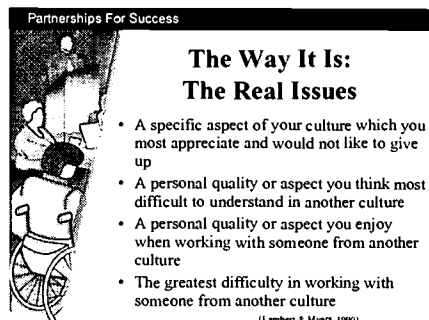 Partnerships For Success
The Way It Is:
The Real Issues
• A specific aspect of your culture which you
most appreciate and would not like to give
up
• A personal quality or aspect you think most
difficult to understand in another culture
• A personal quality or aspect you enjoy
when working with someone from another
culture
• The greatest difficulty in working with
someone from another culture
(Lambert & Myers, 1990)